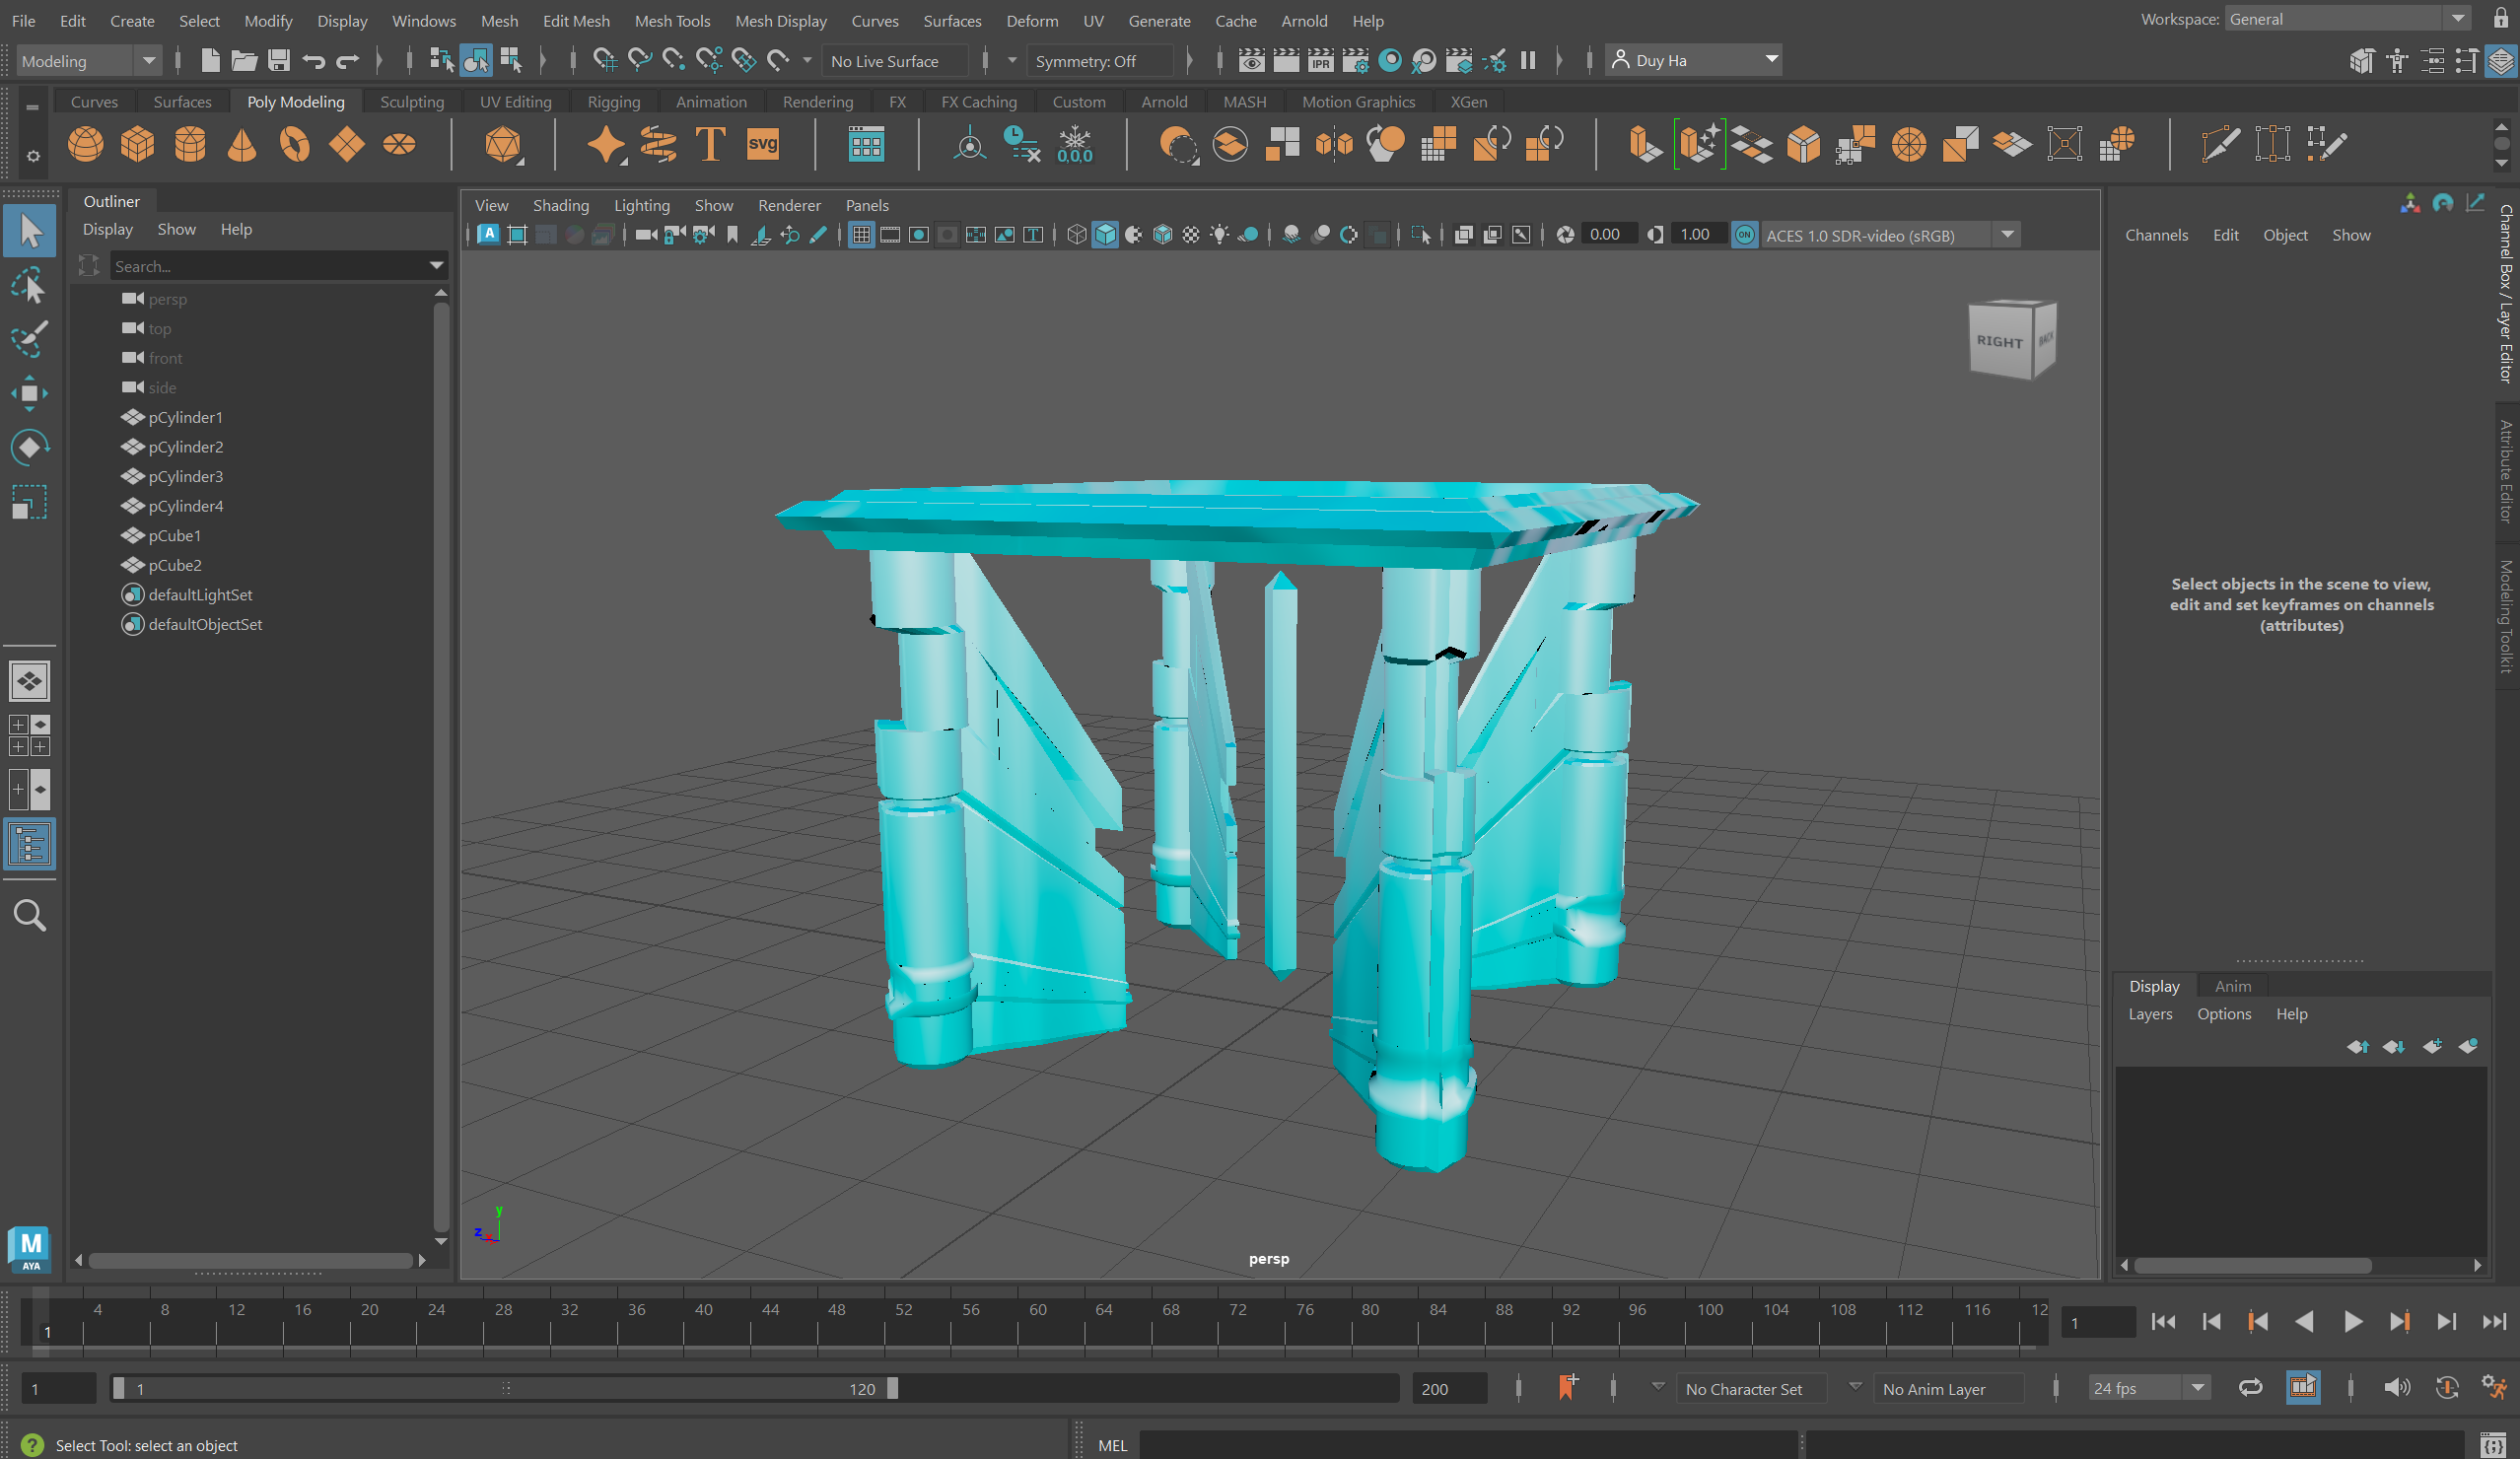 File Edit Create Select Modify Display Windows Mesh Edit Mesh Mesh Tools Mesh Display Curves Surfaces Deform UV Generate Cache Arnold Help
Workspace: General
Modeling
No Live Surface
Symmetry: Off
IPR
Duy Ha
Curves Surfaces Poly Modeling Sculpting UV Editing Rigging Animation Rendering FX FX Caching Custom Arnold MASH Motion Graphics XGen
T
svg
0,0,0
Outliner
Display Show Help
Search...
persp
top
front
side
pCylinder1
pCylinder2
pCylinder3
pCylinder4
pCube1
pCube2
defaultLightSet
defaultObjectSet
View Shading Lighting Show Renderer Panels
A
T
0.00
1.00
ON
ACES 1.0 SDR-video (sRGB)
RIGHT
BACK
y
z
x
persp
Channels Edit Object Show
Select objects in the scene to view,
edit and set keyframes on channels
(attributes)
Channel Box / Layer Editor
Attribute Editor
Modeling Toolkit
Display Anim
Layers Options Help
M
AYA
4 8 12 16 20 24 28 32 36 40 44 48 52 56 60 64 68 72 76 80 84 88 92 96 100 104 108 112 116 12
1
1
1
1
120
200
No Character Set
No Anim Layer
24 fps
? Select Tool: select an object
MEL